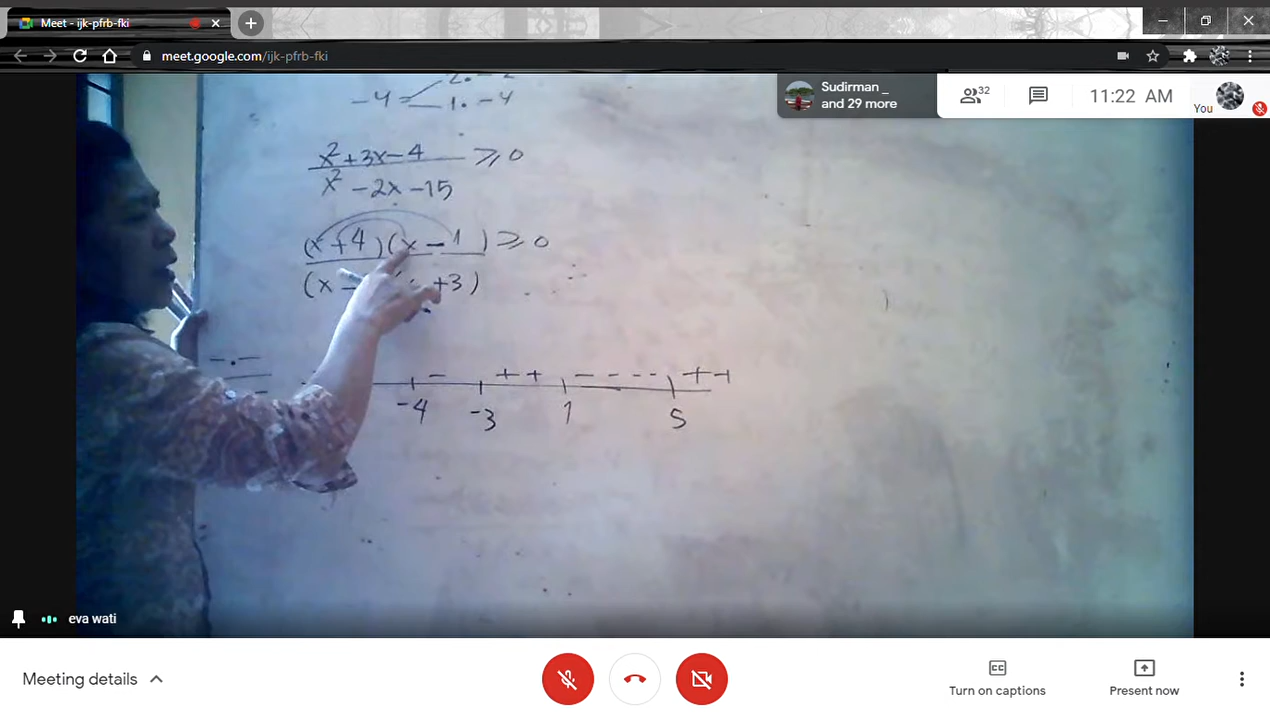 Meet - ijk-pfrb-fki
meet.google.com/ijk-pfrb-fki
Sudirman _
and 29 more
32
11:22 AM
You
-4 2. -2
1. -4
x² + 3x - 4 ≥ 0
x² - 2x - 15
(x + 4)(x - 1) ≥ 0
(x - +3)
- . -
- + + - - - - + +
-4 -3 1 5
eva wati
Meeting details
Turn on captions
Present now